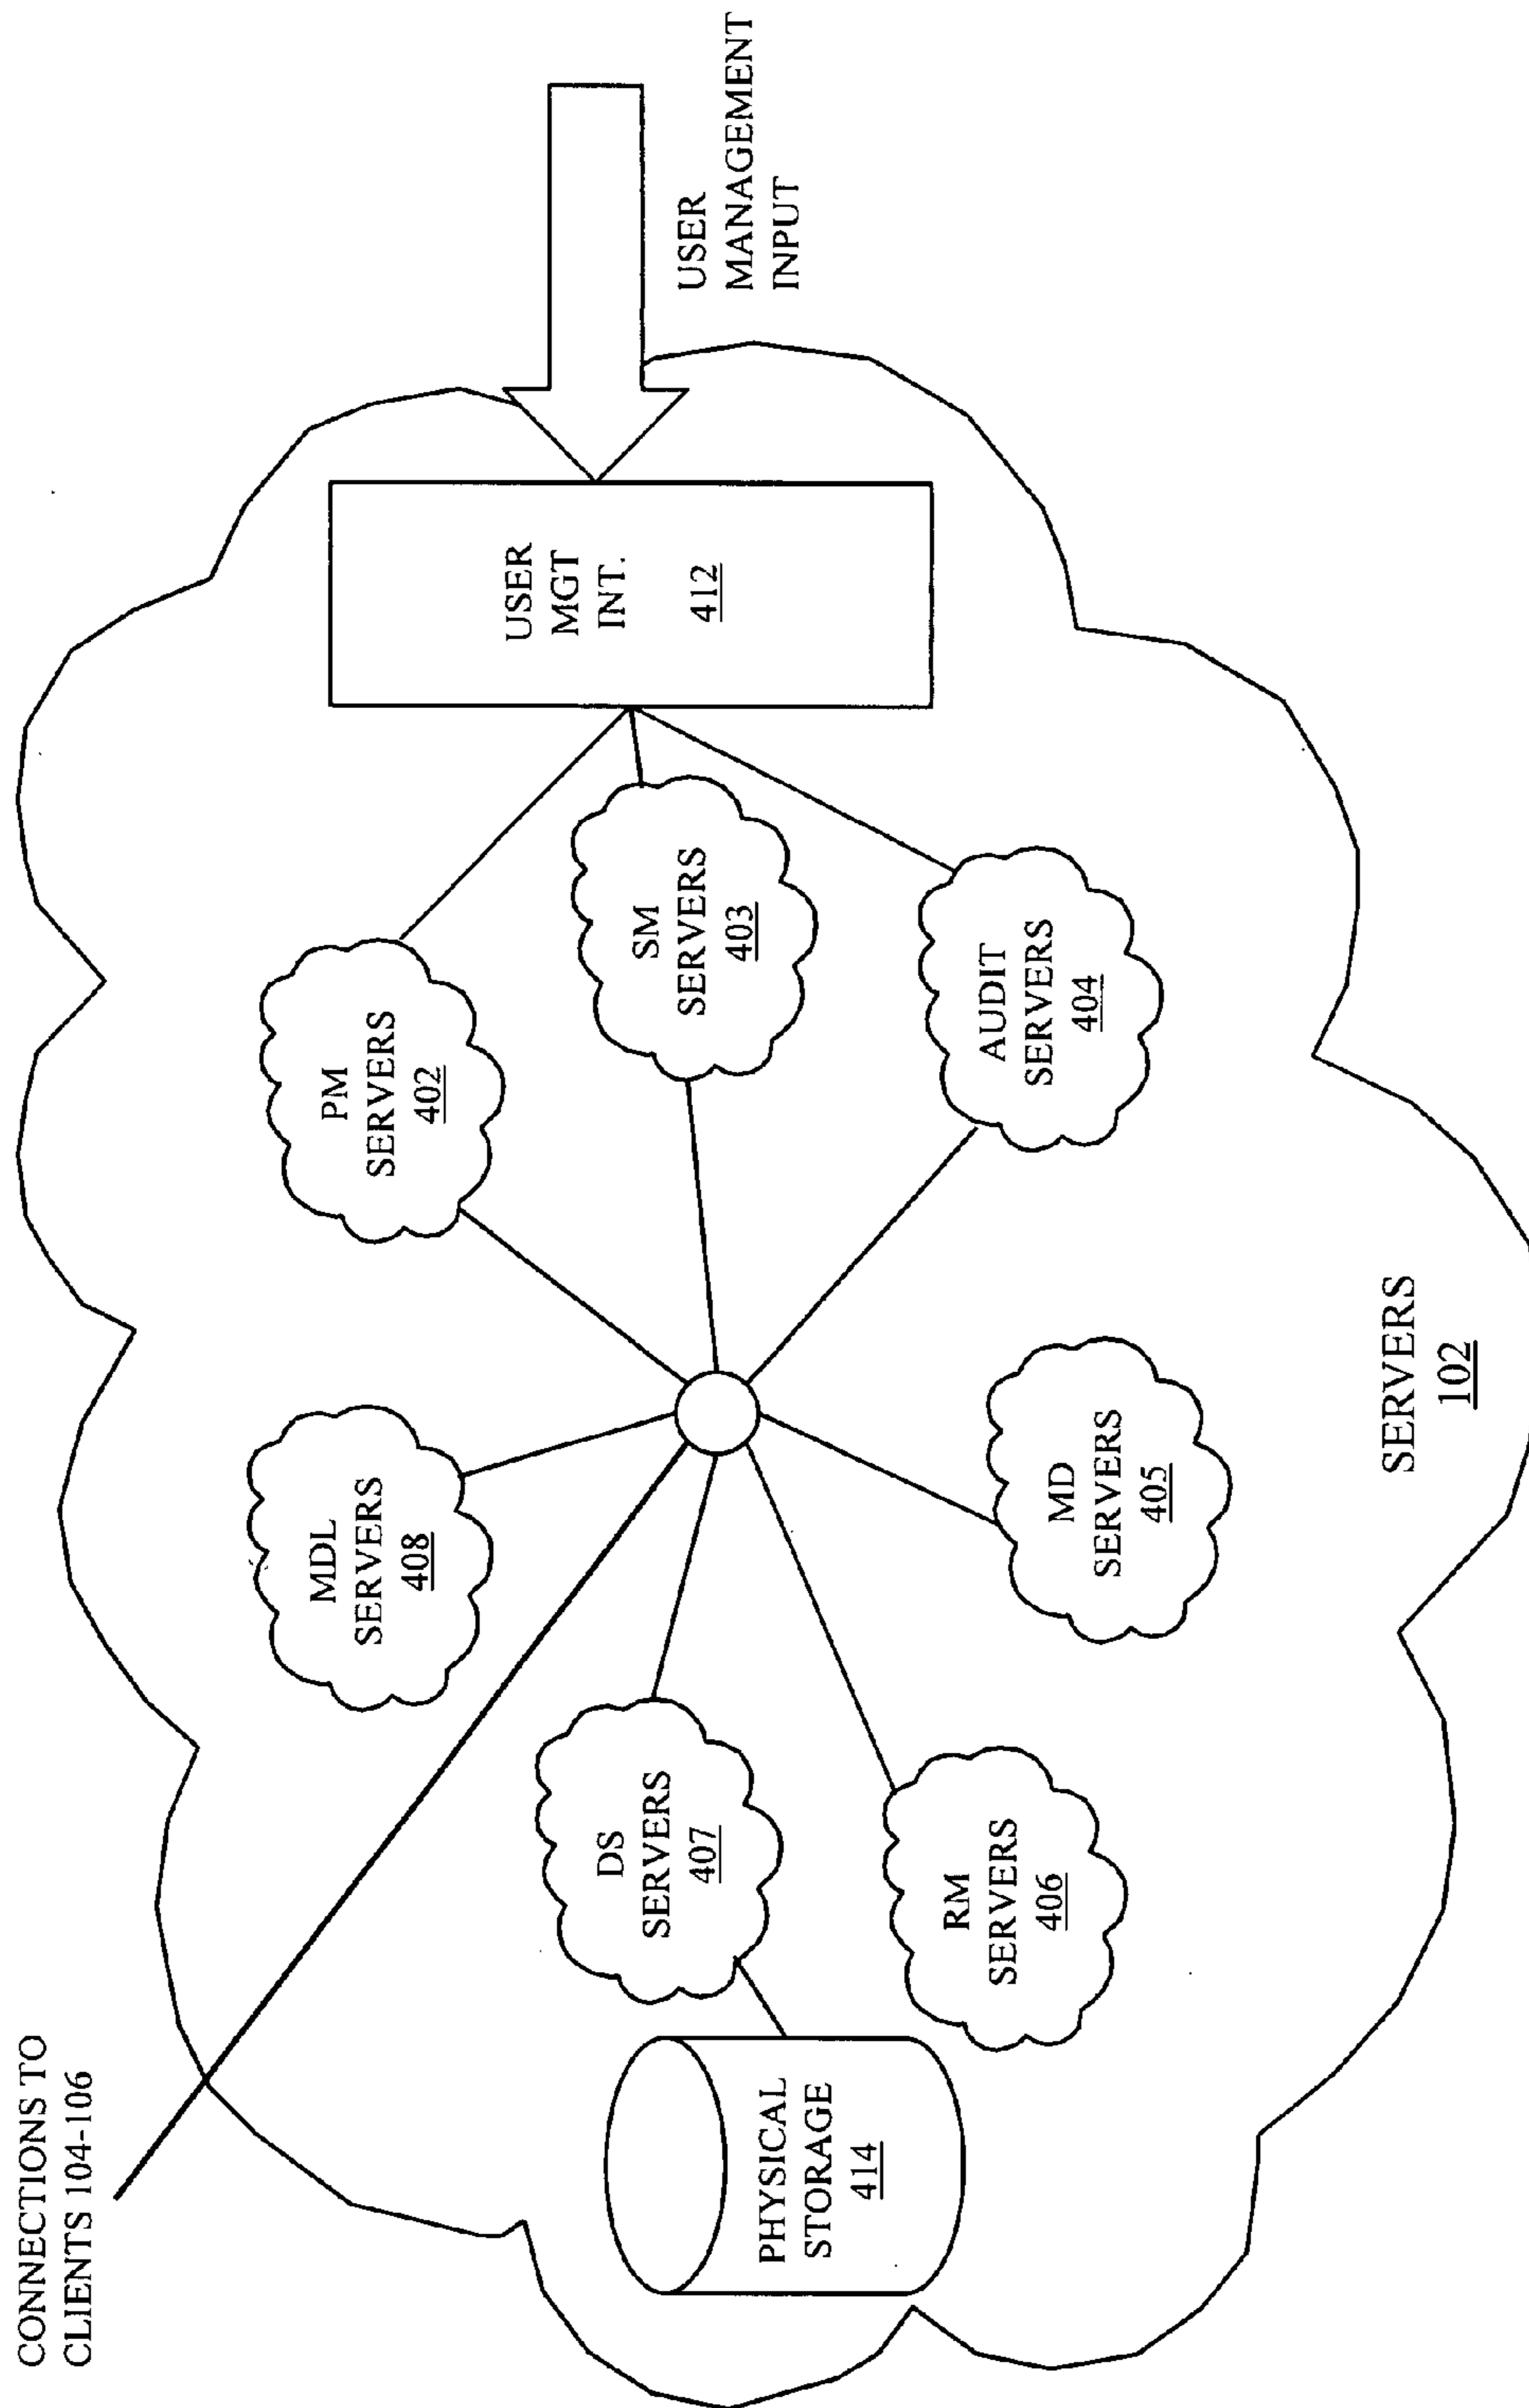 CONNECTIONS TO
CLIENTS 104-106
MDL
SERVERS
408
PM
SERVERS
402
USER
MGT
INT.
412
USER
MANAGEMENT
INPUT
DS
SERVERS
407
SM
SERVERS
403
PHYSICAL
STORAGE
414
RM
SERVERS
406
MD
SERVERS
405
AUDIT
SERVERS
404
SERVERS
102